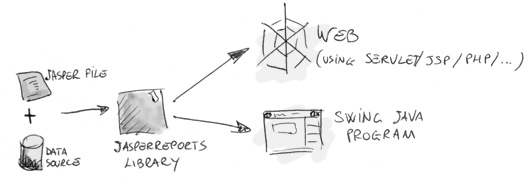 JASPER FILE
+
DATA
SOURCE
JASPERREPORTS
LIBRARY
WEB
(USING SERVLET/JSP/PHP/...)
SWING JAVA
PROGRAM